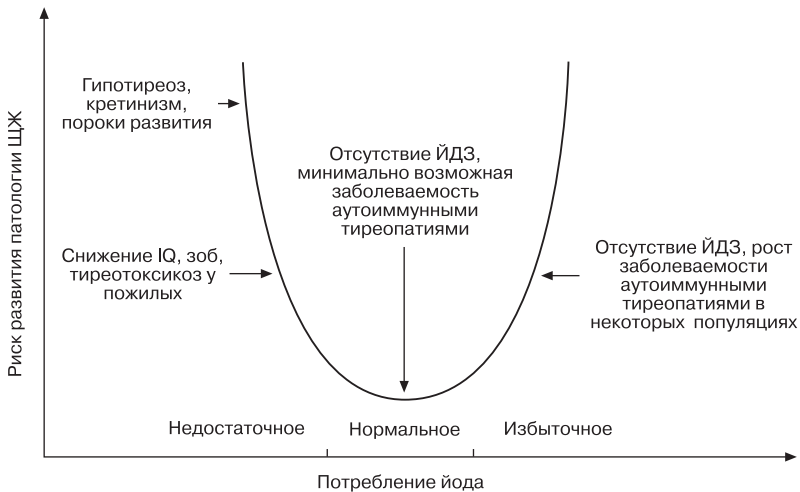 Риск развития патологии ЩЖ
Гипотиреоз,
кретинизм,
пороки развития
Отсутствие ЙДЗ,
минимально возможная
заболеваемость
аутоиммунными
тиреопатиями
Снижение IQ, зоб,
тиреотоксикоз у
пожилых
Отсутствие ЙДЗ, рост
заболеваемости
аутоиммунными
тиреопатиями в
некоторых популяциях
Недостаточное
Нормальное
Избыточное
Потребление йода